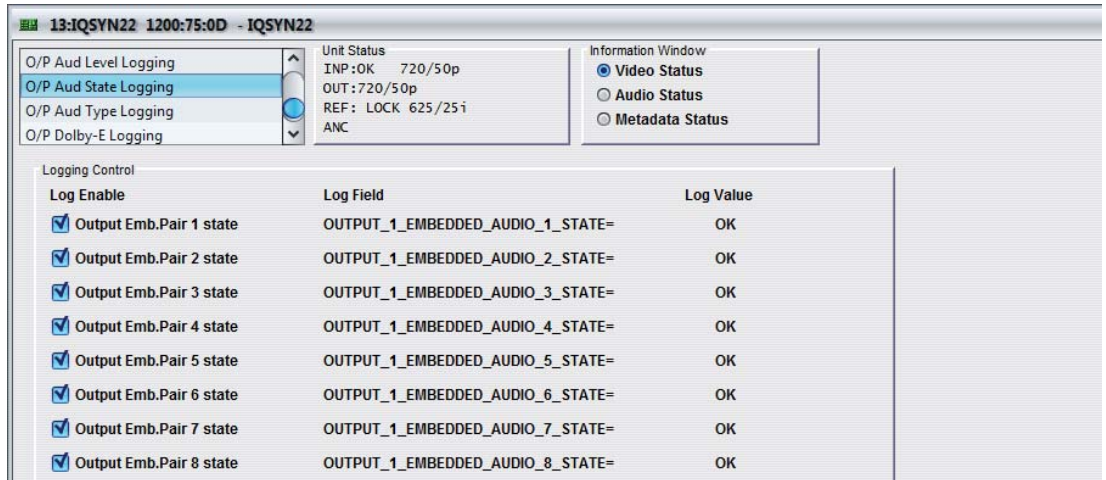 13:IQSYN22 1200:75:0D - IQSYN22
O/P Aud Level Logging
O/P Aud State Logging
O/P Aud Type Logging
O/P Dolby-E Logging
Unit Status
INP:OK 720/50p
OUT:720/50p
REF: LOCK 625/25i
ANC
Information Window
Video Status
Audio Status
Metadata Status
Logging Control
Log Enable Log Field Log Value
Output Emb.Pair 1 state OUTPUT_1_EMBEDDED_AUDIO_1_STATE= OK
Output Emb.Pair 2 state OUTPUT_1_EMBEDDED_AUDIO_2_STATE= OK
Output Emb.Pair 3 state OUTPUT_1_EMBEDDED_AUDIO_3_STATE= OK
Output Emb.Pair 4 state OUTPUT_1_EMBEDDED_AUDIO_4_STATE= OK
Output Emb.Pair 5 state OUTPUT_1_EMBEDDED_AUDIO_5_STATE= OK
Output Emb.Pair 6 state OUTPUT_1_EMBEDDED_AUDIO_6_STATE= OK
Output Emb.Pair 7 state OUTPUT_1_EMBEDDED_AUDIO_7_STATE= OK
Output Emb.Pair 8 state OUTPUT_1_EMBEDDED_AUDIO_8_STATE= OK